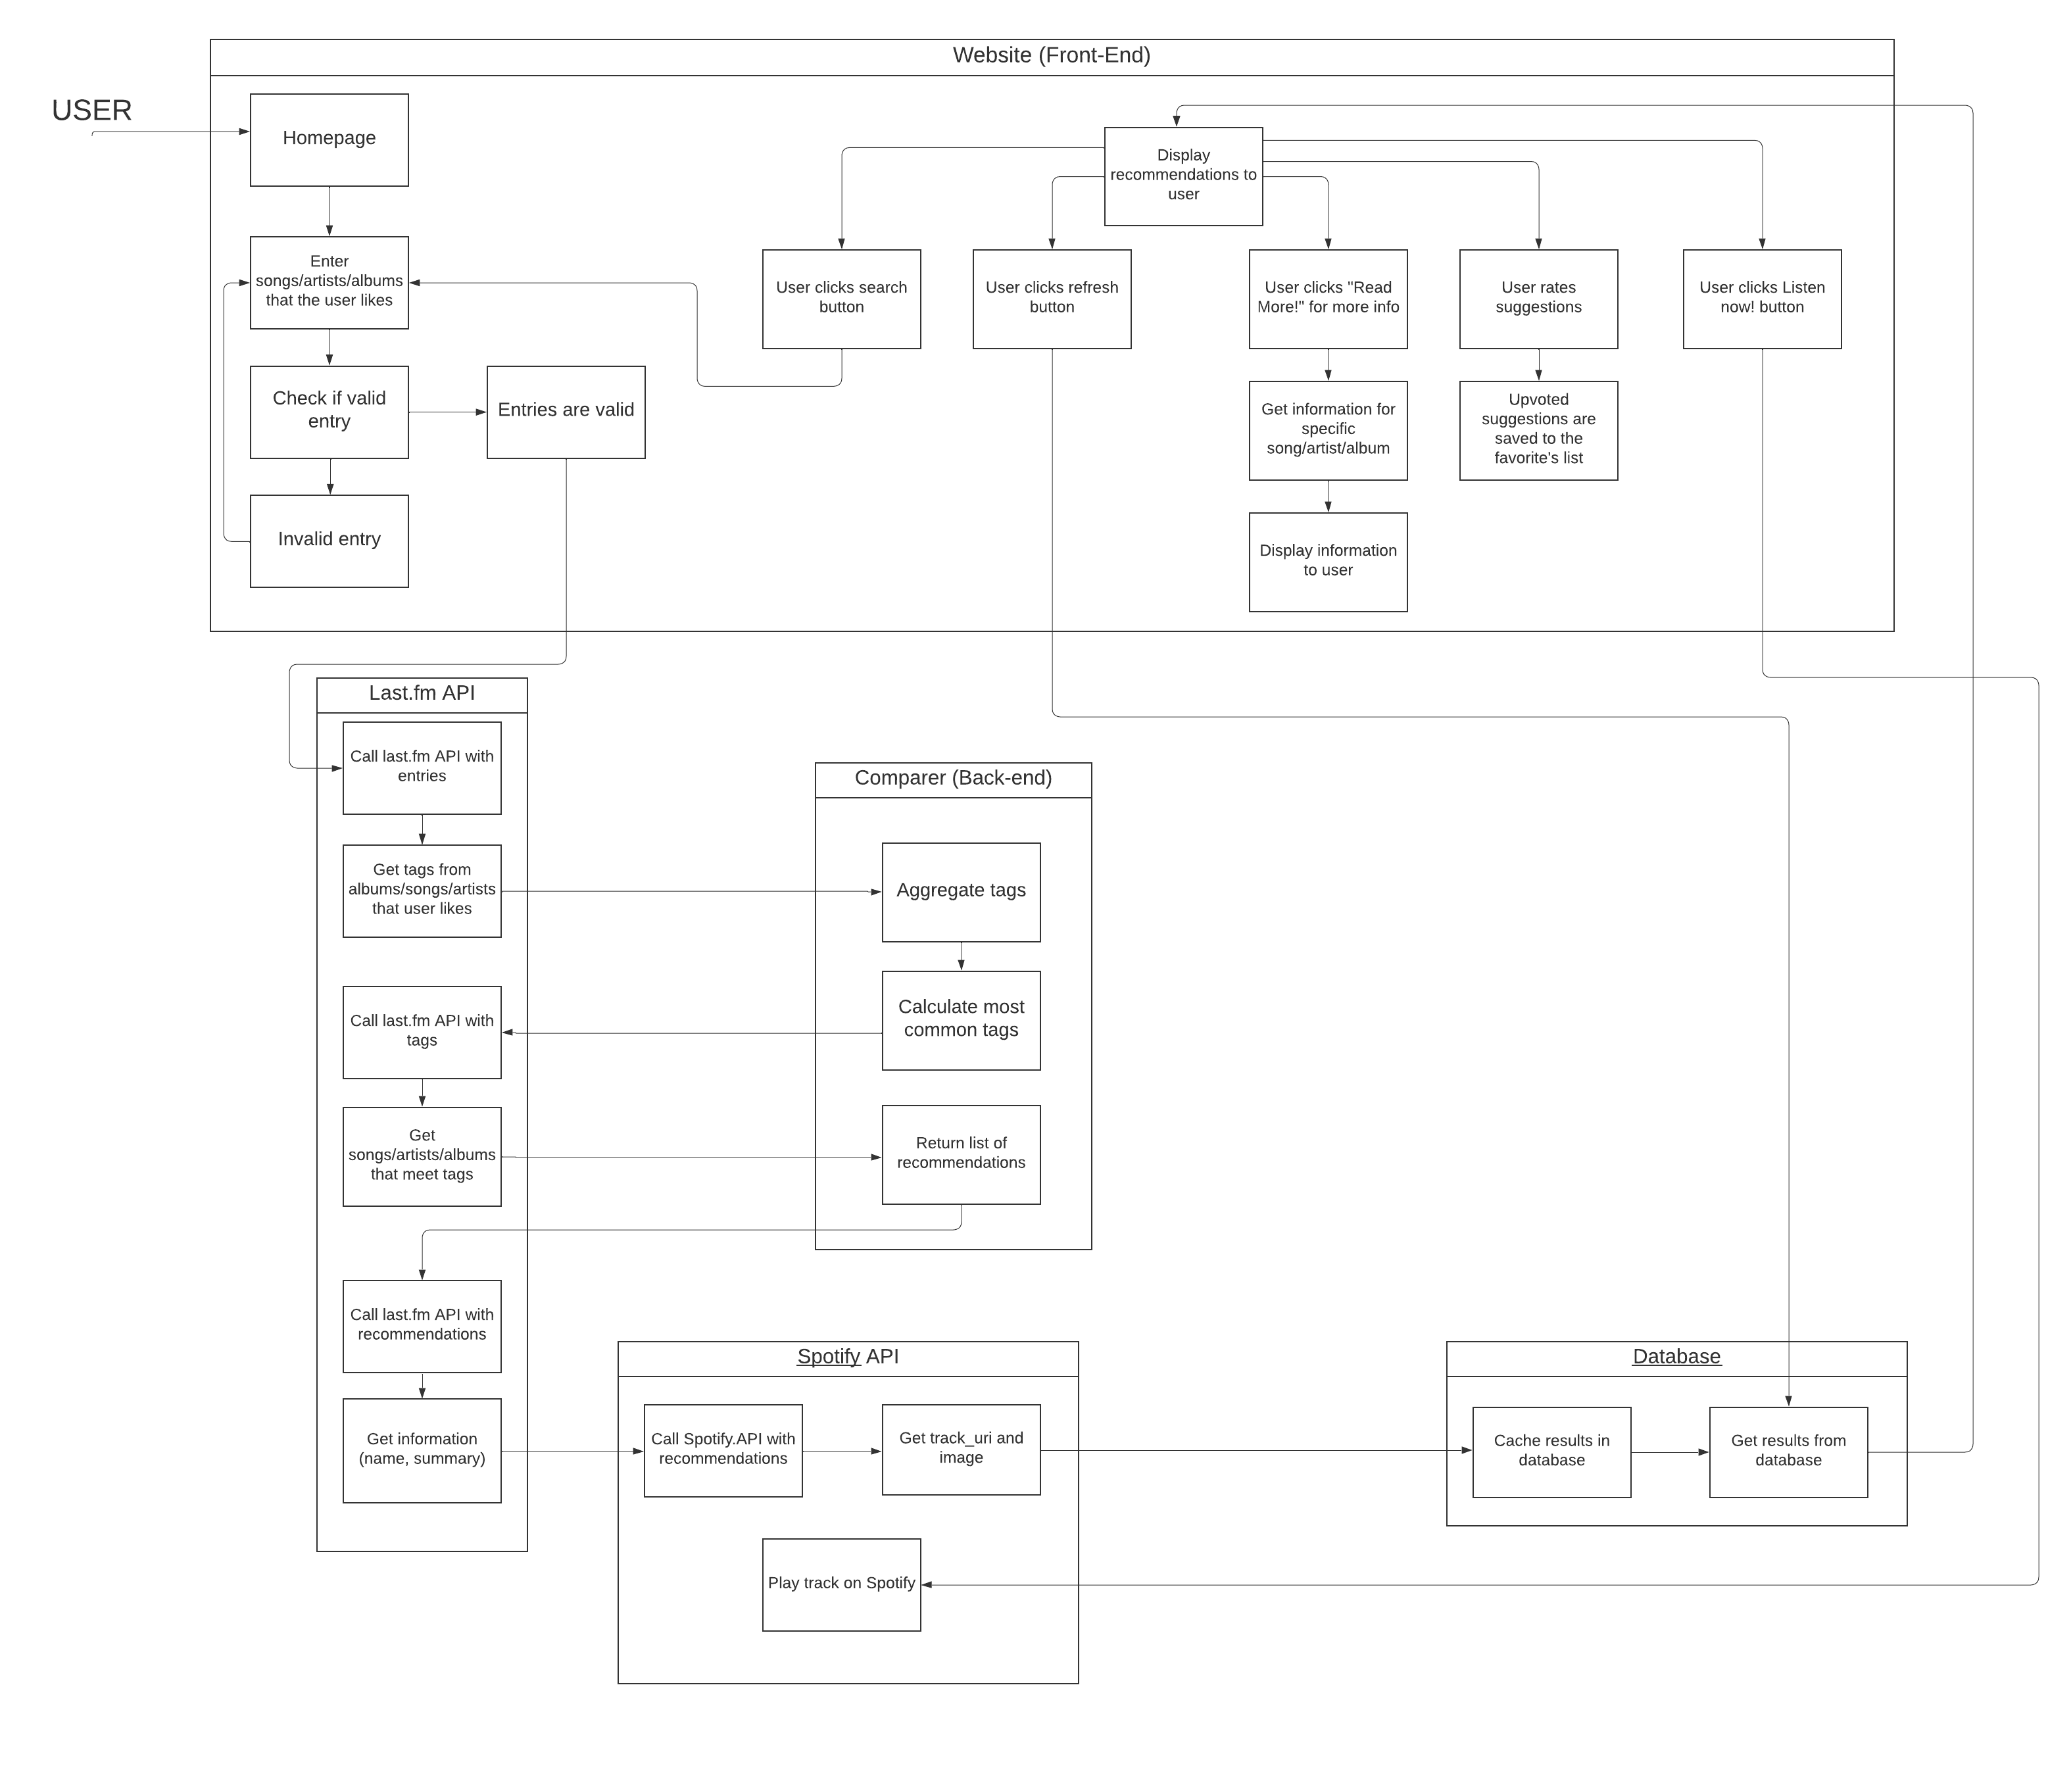 Website (Front-End)
USER
Homepage
Display
recommendations to
user
Enter
songs/artists/albums
that the user likes
User clicks search
button
User clicks refresh
button
User clicks "Read
More!" for more info
User rates
suggestions
User clicks Listen
now! button
Check if valid
entry
Entries are valid
Get information for
specific
song/artist/album
Upvoted
suggestions are
saved to the
favorite's list
Invalid entry
Display information
to user
Last.fm API
Call last.fm API with
entries
Get tags from
albums/songs/artists
that user likes
Call last.fm API with
tags
Get
songs/artists/albums
that meet tags
Call last.fm API with
recommendations
Get information
(name, summary)
Comparer (Back-end)
Aggregate tags
Calculate most
common tags
Return list of
recommendations
Spotify API
Call Spotify.API with
recommendations
Get track_uri and
image
Play track on Spotify
Database
Cache results in
database
Get results from
database